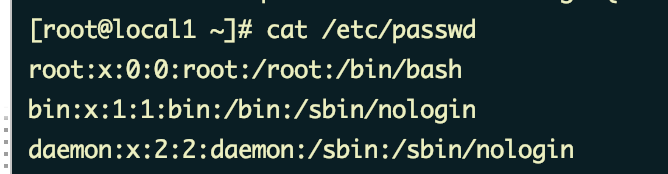 [root@local1 ~]# cat /etc/passwd
root:x:0:0:root:/root:/bin/bash
bin:x:1:1:bin:/bin:/sbin/nologin
daemon:x:2:2:daemon:/sbin:/sbin/nologin